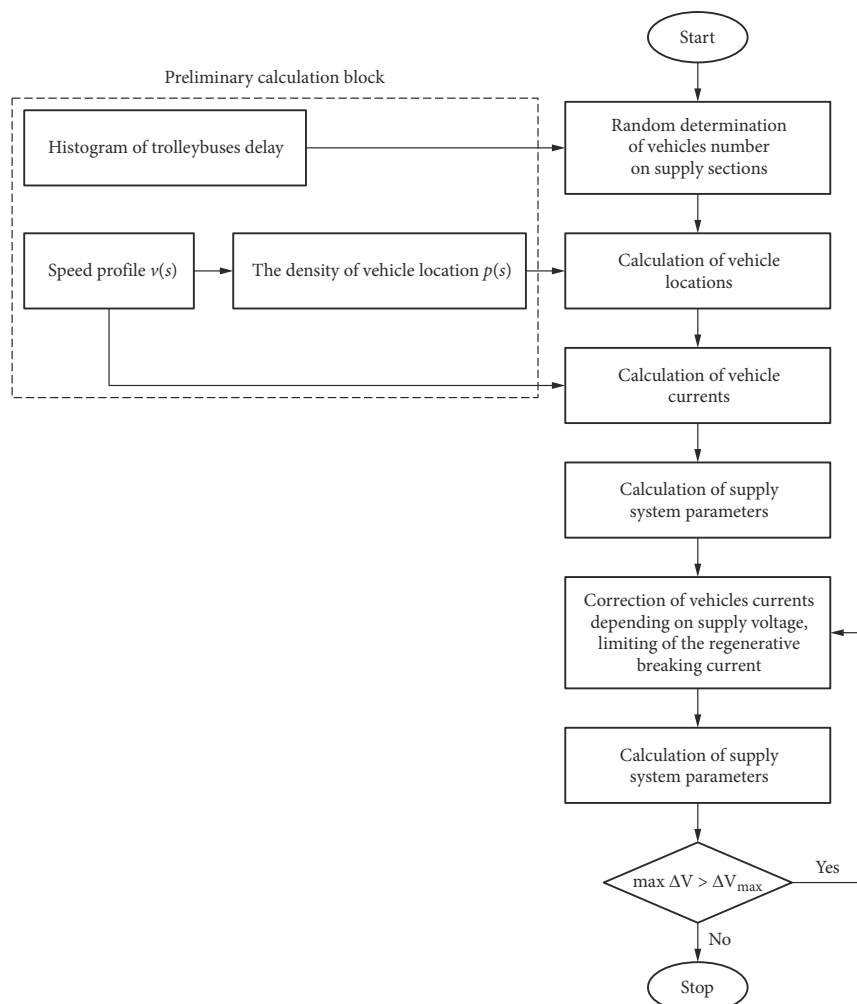 Start
Preliminary calculation block
Histogram of trolleybuses delay
Random determination
of vehicles number
on supply sections
Speed profile v(s)
The density of vehicle location p(s)
Calculation of vehicle
locations
Calculation of vehicle
currents
Calculation of supply
system parameters
Correction of vehicles currents
depending on supply voltage,
limiting of the regenerative
breaking current
Calculation of supply
system parameters
max ΔV > ΔVmax
Yes
No
Stop